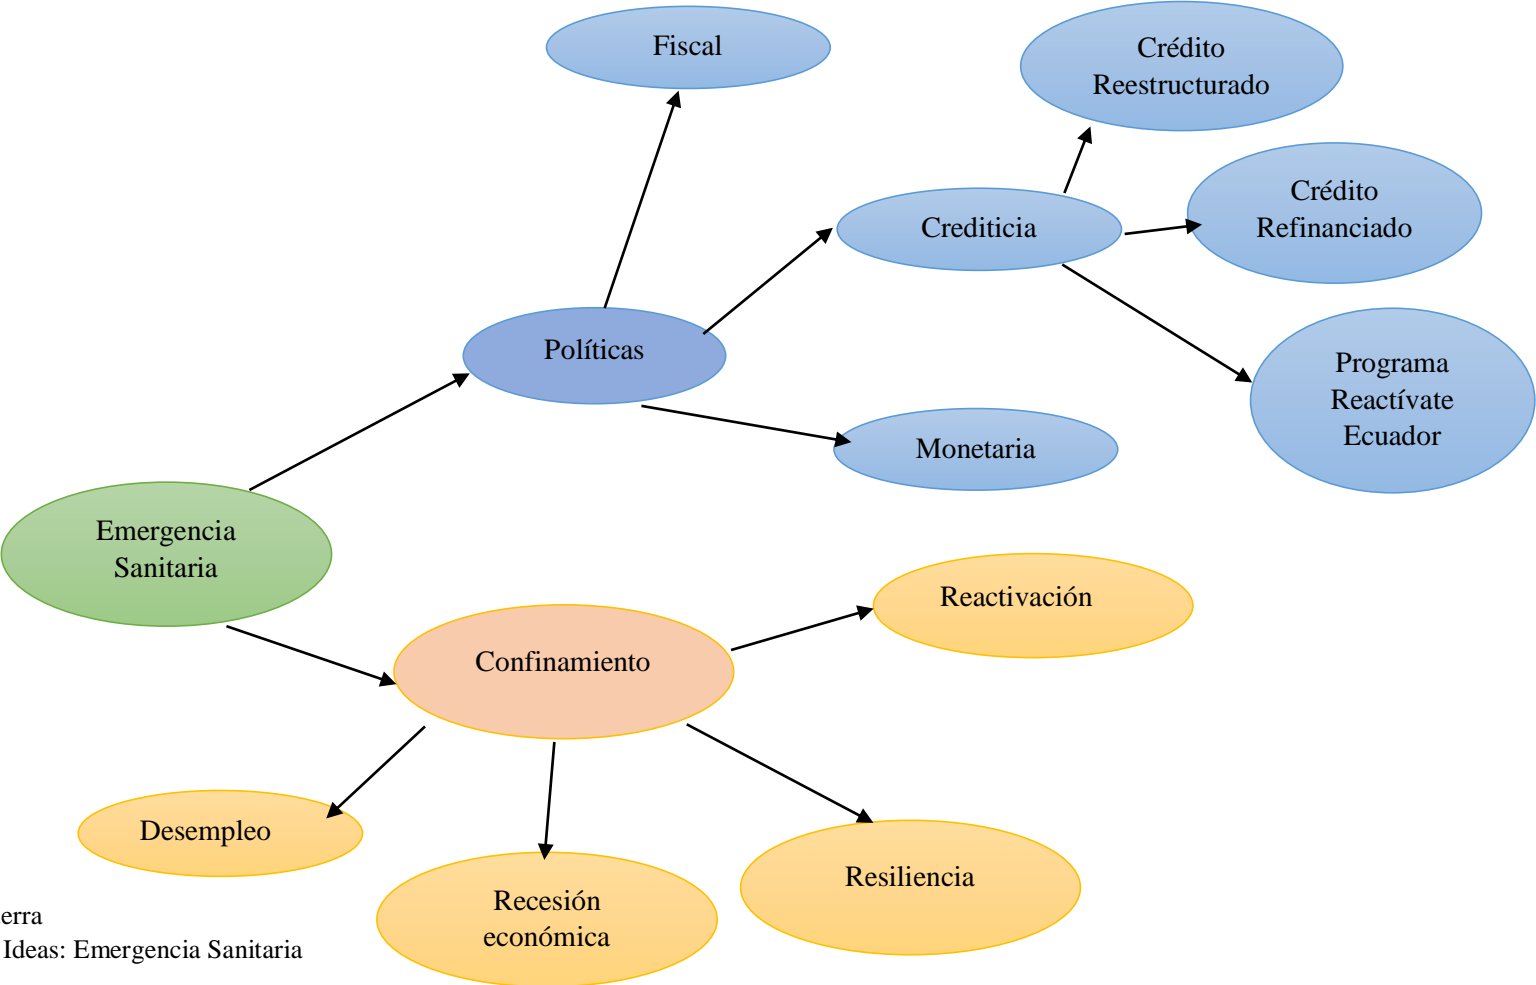 Fiscal
Crédito
Reestructurado
Crédito
Refinanciado
Crediticia
Políticas
Programa
Reactívate
Ecuador
Monetaria
Emergencia
Sanitaria
Reactivación
Confinamiento
Desempleo
Resiliencia
Recesión
económica
erra
Ideas: Emergencia Sanitaria